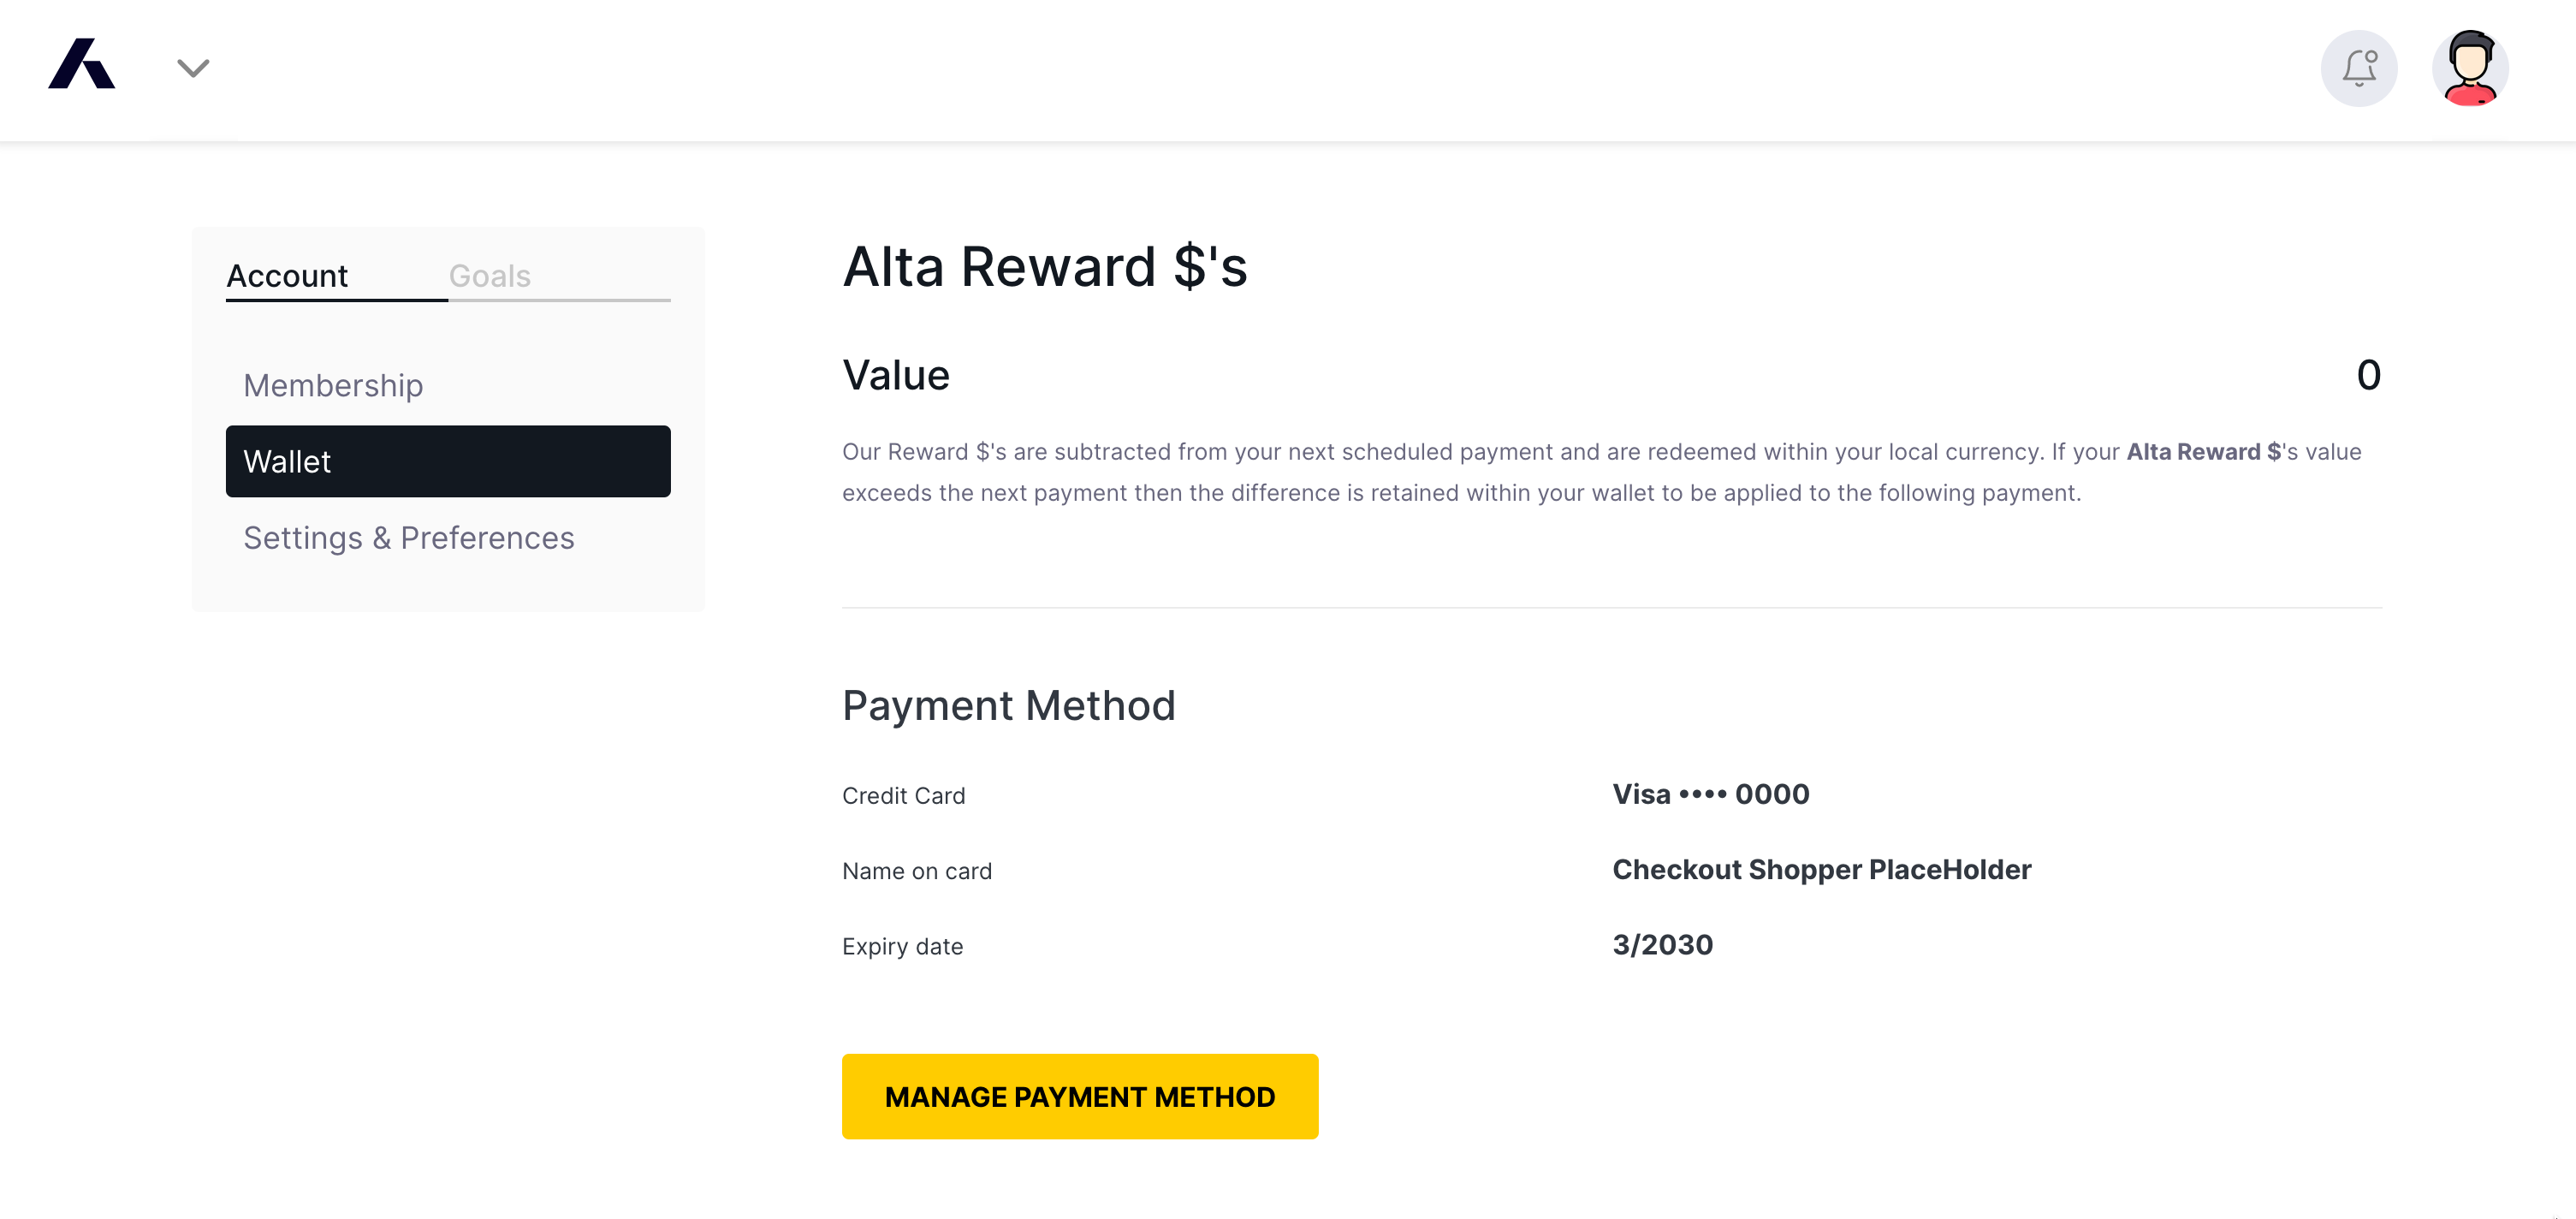 Account Goals
Membership
Wallet
Settings & Preferences
Alta Reward $'s
Value 0
Our Reward $'s are subtracted from your next scheduled payment and are redeemed within your local currency. If your Alta Reward $'s value
exceeds the next payment then the difference is retained within your wallet to be applied to the following payment.
Payment Method
Credit Card Visa •••• 0000
Name on card Checkout Shopper PlaceHolder
Expiry date 3/2030
MANAGE PAYMENT METHOD